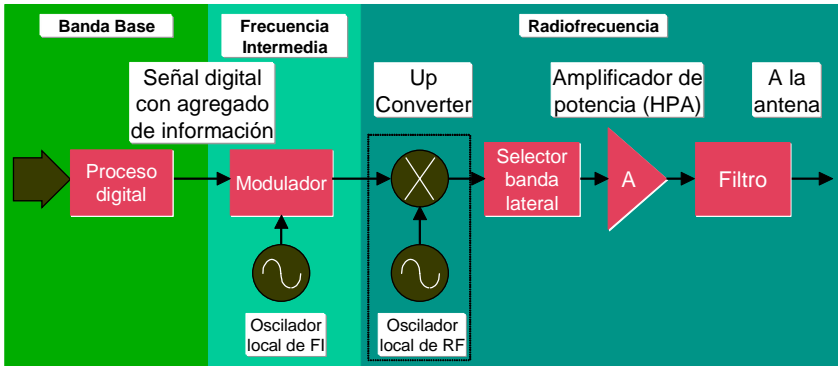 Banda Base
Frecuencia
Intermedia
Radiofrecuencia
Señal digital
con agregado
de información
Up
Converter
Amplificador de
potencia (HPA)
A la
antena
Proceso
digital
Modulador
Selector
banda
lateral
A
Filtro
Oscilador
local de FI
Oscilador
local de RF